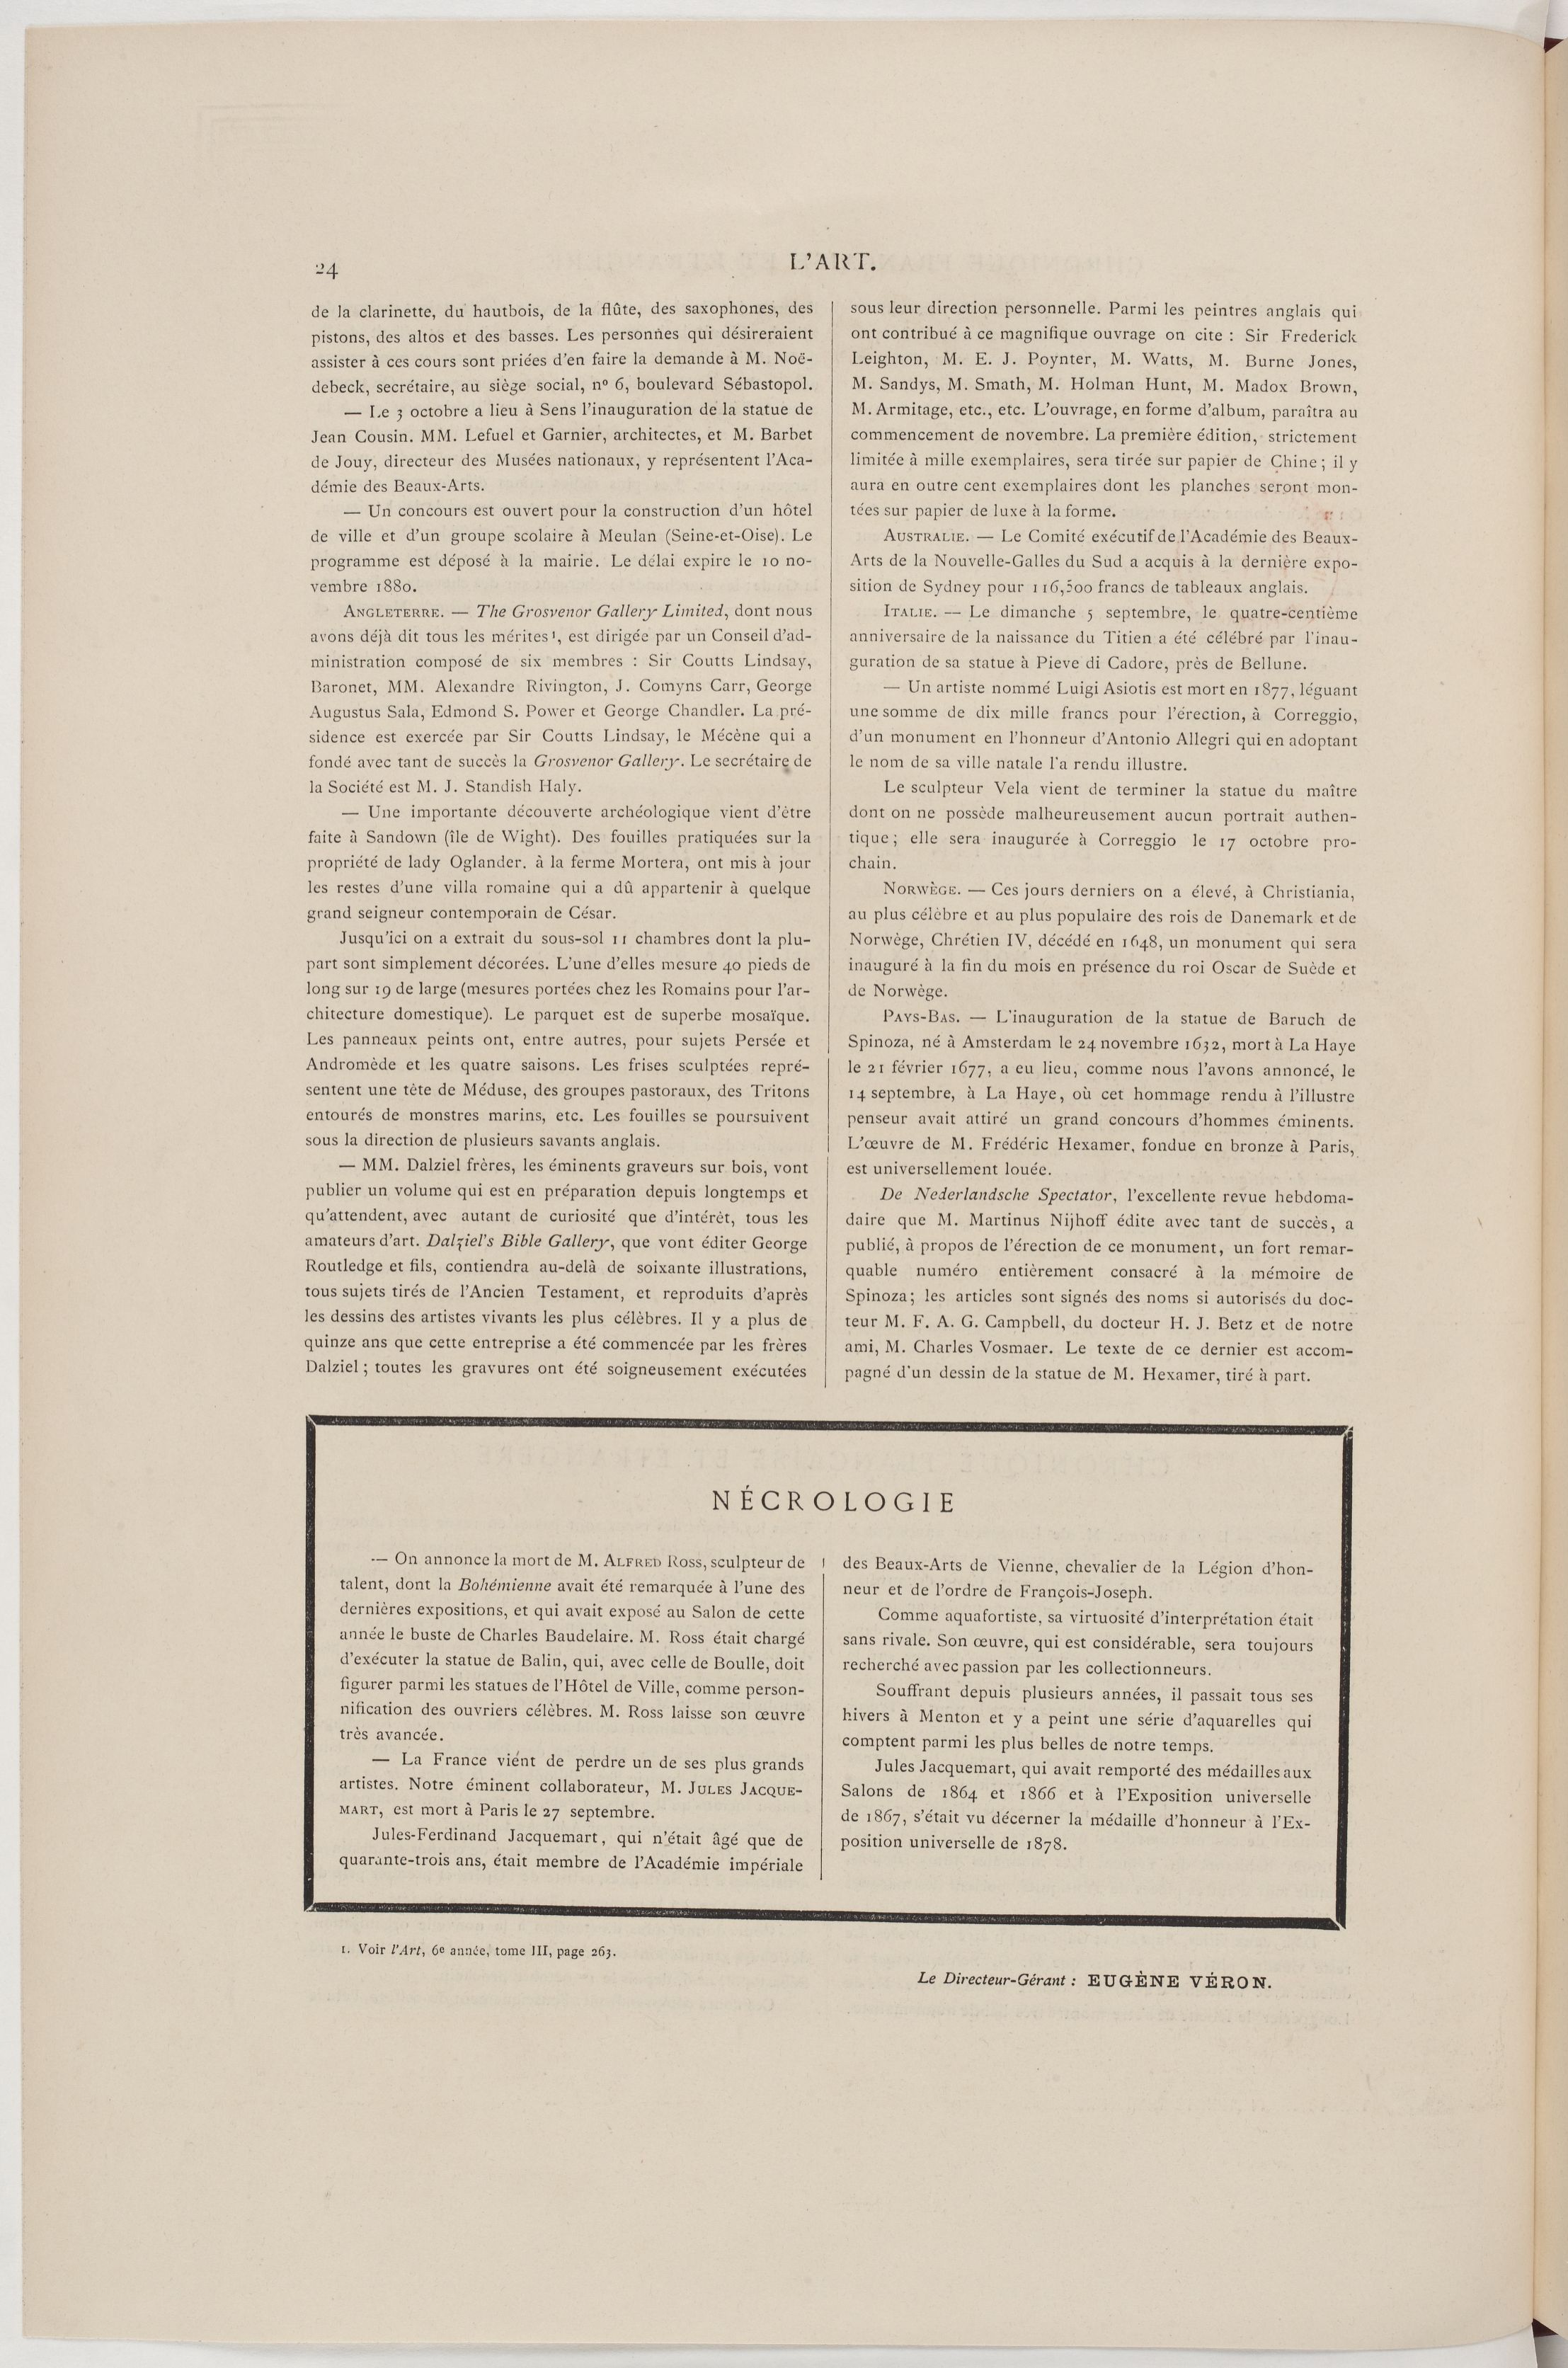 24
L'ART.
de la clarinette, du hautbois, de la flûte, des saxophones, des
pistons, des altos et des basses. Les personnes qui désireraient
assister à ces cours sont priées d'en faire la demande à M. Noë-
debeck, secrétaire, au siège social, nº 6, boulevard Sébastopol.
— Le 3 octobre a lieu à Sens l'inauguration de la statue de
Jean Cousin. MM. Lefuel et Garnier, architectes, et M. Barbet
de Jouy, directeur des Musées nationaux, y représentent l'Aca-
démie des Beaux-Arts.
— Un concours est ouvert pour la construction d'un hôtel
de ville et d'un groupe scolaire à Meulan (Seine-et-Oise). Le
programme est déposé à la mairie. Le délai expire le 10 no-
vembre 1880.
ANGLETERRE. — The Grosvenor Gallery Limited, dont nous
avons déjà dit tous les mérites¹, est dirigée par un Conseil d'ad-
ministration composé de six membres : Sir Coutts Lindsay,
Baronet, MM. Alexandre Rivington, J. Comyns Carr, George
Augustus Sala, Edmond S. Power et George Chandler. La pré-
sidence est exercée par Sir Coutts Lindsay, le Mécène qui a
fondé avec tant de succès la Grosvenor Gallery. Le secrétaire de
la Société est M. J. Standish Haly.
— Une importante découverte archéologique vient d'être
faite à Sandown (île de Wight). Des fouilles pratiquées sur la
propriété de lady Oglander. à la ferme Mortera, ont mis à jour
les restes d'une villa romaine qui a dû appartenir à quelque
grand seigneur contemporain de César.
Jusqu'ici on a extrait du sous-sol 11 chambres dont la plu-
part sont simplement décorées. L'une d'elles mesure 40 pieds de
long sur 19 de large (mesures portées chez les Romains pour l'ar-
chitecture domestique). Le parquet est de superbe mosaïque.
Les panneaux peints ont, entre autres, pour sujets Persée et
Andromède et les quatre saisons. Les frises sculptées repré-
sentent une tête de Méduse, des groupes pastoraux, des Tritons
entourés de monstres marins, etc. Les fouilles se poursuivent
sous la direction de plusieurs savants anglais.
— MM. Dalziel frères, les éminents graveurs sur bois, vont
publier un volume qui est en préparation depuis longtemps et
qu'attendent, avec autant de curiosité que d'intérêt, tous les
amateurs d'art. Dalziel's Bible Gallery, que vont éditer George
Routledge et fils, contiendra au-delà de soixante illustrations,
tous sujets tirés de l'Ancien Testament, et reproduits d'après
les dessins des artistes vivants les plus célèbres. Il y a plus de
quinze ans que cette entreprise a été commencée par les frères
Dalziel ; toutes les gravures ont été soigneusement exécutées
sous leur direction personnelle. Parmi les peintres anglais qui
ont contribué à ce magnifique ouvrage on cite : Sir Frederick
Leighton, M. E. J. Poynter, M. Watts, M. Burne Jones,
M. Sandys, M. Smath, M. Holman Hunt, M. Madox Brown,
M. Armitage, etc., etc. L'ouvrage, en forme d'album, paraîtra au
commencement de novembre. La première édition, strictement
limitée à mille exemplaires, sera tirée sur papier de Chine ; il y
aura en outre cent exemplaires dont les planches seront mon-
tées sur papier de luxe à la forme.
AUSTRALIE. — Le Comité exécutif de l'Académie des Beaux-
Arts de la Nouvelle-Galles du Sud a acquis à la dernière expo-
sition de Sydney pour 116,500 francs de tableaux anglais.
ITALIE. — Le dimanche 5 septembre, le quatre-centième
anniversaire de la naissance du Titien a été célébré par l'inau-
guration de sa statue à Pieve di Cadore, près de Bellune.
— Un artiste nommé Luigi Asiotis est mort en 1877, léguant
une somme de dix mille francs pour l'érection, à Correggio,
d'un monument en l'honneur d'Antonio Allegri qui en adoptant
le nom de sa ville natale l'a rendu illustre.
Le sculpteur Vela vient de terminer la statue du maître
dont on ne possède malheureusement aucun portrait authen-
tique ; elle sera inaugurée à Correggio le 17 octobre pro-
chain.
NORWÈGE. — Ces jours derniers on a élevé, à Christiania,
au plus célèbre et au plus populaire des rois de Danemark et de
Norwège, Chrétien IV, décédé en 1648, un monument qui sera
inauguré à la fin du mois en présence du roi Oscar de Suède et
de Norwège.
PAYS-BAS. — L'inauguration de la statue de Baruch de
Spinoza, né à Amsterdam le 24 novembre 1632, mort à La Haye
le 21 février 1677, a eu lieu, comme nous l'avons annoncé, le
14 septembre, à La Haye, où cet hommage rendu à l'illustre
penseur avait attiré un grand concours d'hommes éminents.
L'œuvre de M. Frédéric Hexamer, fondue en bronze à Paris,
est universellement louée.
De Nederlandsche Spectator, l'excellente revue hebdoma-
daire que M. Martinus Nijhoff édite avec tant de succès, a
publié, à propos de l'érection de ce monument, un fort remar-
quable numéro entièrement consacré à la mémoire de
Spinoza; les articles sont signés des noms si autorisés du doc-
teur M. F. A. G. Campbell, du docteur H. J. Betz et de notre
ami, M. Charles Vosmaer. Le texte de ce dernier est accom-
pagné d'un dessin de la statue de M. Hexamer, tiré à part.
NÉCROLOGIE
— On annonce la mort de M. ALFRED ROSS, sculpteur de
talent, dont la Bohémienne avait été remarquée à l'une des
dernières expositions, et qui avait exposé au Salon de cette
année le buste de Charles Baudelaire. M. Ross était chargé
d'exécuter la statue de Balin, qui, avec celle de Boulle, doit
figurer parmi les statues de l'Hôtel de Ville, comme person-
nification des ouvriers célèbres. M. Ross laisse son œuvre
très avancée.
— La France vient de perdre un de ses plus grands
artistes. Notre éminent collaborateur, M. JULES JACQUE-
MART, est mort à Paris le 27 septembre.
Jules-Ferdinand Jacquemart, qui n'était âgé que de
quarante-trois ans, était membre de l'Académie impériale
des Beaux-Arts de Vienne, chevalier de la Légion d'hon-
neur et de l'ordre de François-Joseph.
Comme aquafortiste, sa virtuosité d'interprétation était
sans rivale. Son œuvre, qui est considérable, sera toujours
recherché avec passion par les collectionneurs.
Souffrant depuis plusieurs années, il passait tous ses
hivers à Menton et y a peint une série d'aquarelles qui
comptent parmi les plus belles de notre temps.
Jules Jacquemart, qui avait remporté des médailles aux
Salons de 1864 et 1866 et à l'Exposition universelle
de 1867, s'était vu décerner la médaille d'honneur à l'Ex-
position universelle de 1878.
1. Voir l'Art, 6e année, tome III, page 263.
Le Directeur-Gérant : EUGÈNE VÉRON.